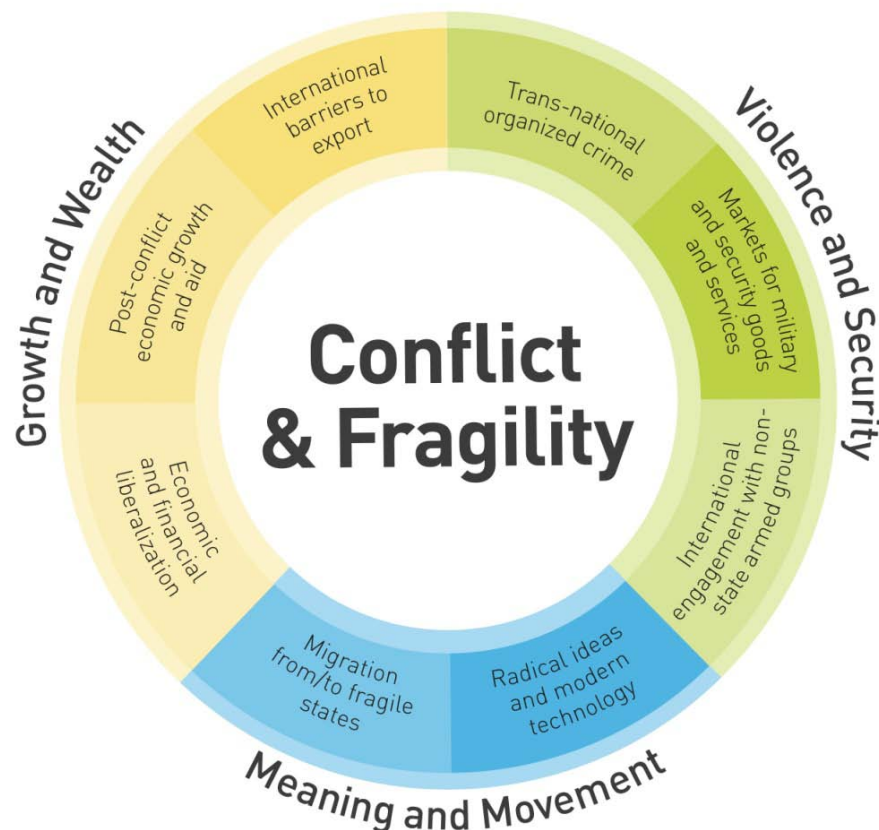 Conflict
& Fragility
Violence and Security
Trans-national
organized crime
Markets for military
and security goods
and services
International
engagement with non-
state armed groups
Meaning and Movement
Radical ideas
and modern
technology
Migration
from/to fragile
states
Growth and Wealth
Economic
and financial
liberalization
Post-conflict
economic growth
and aid
International
barriers to
export